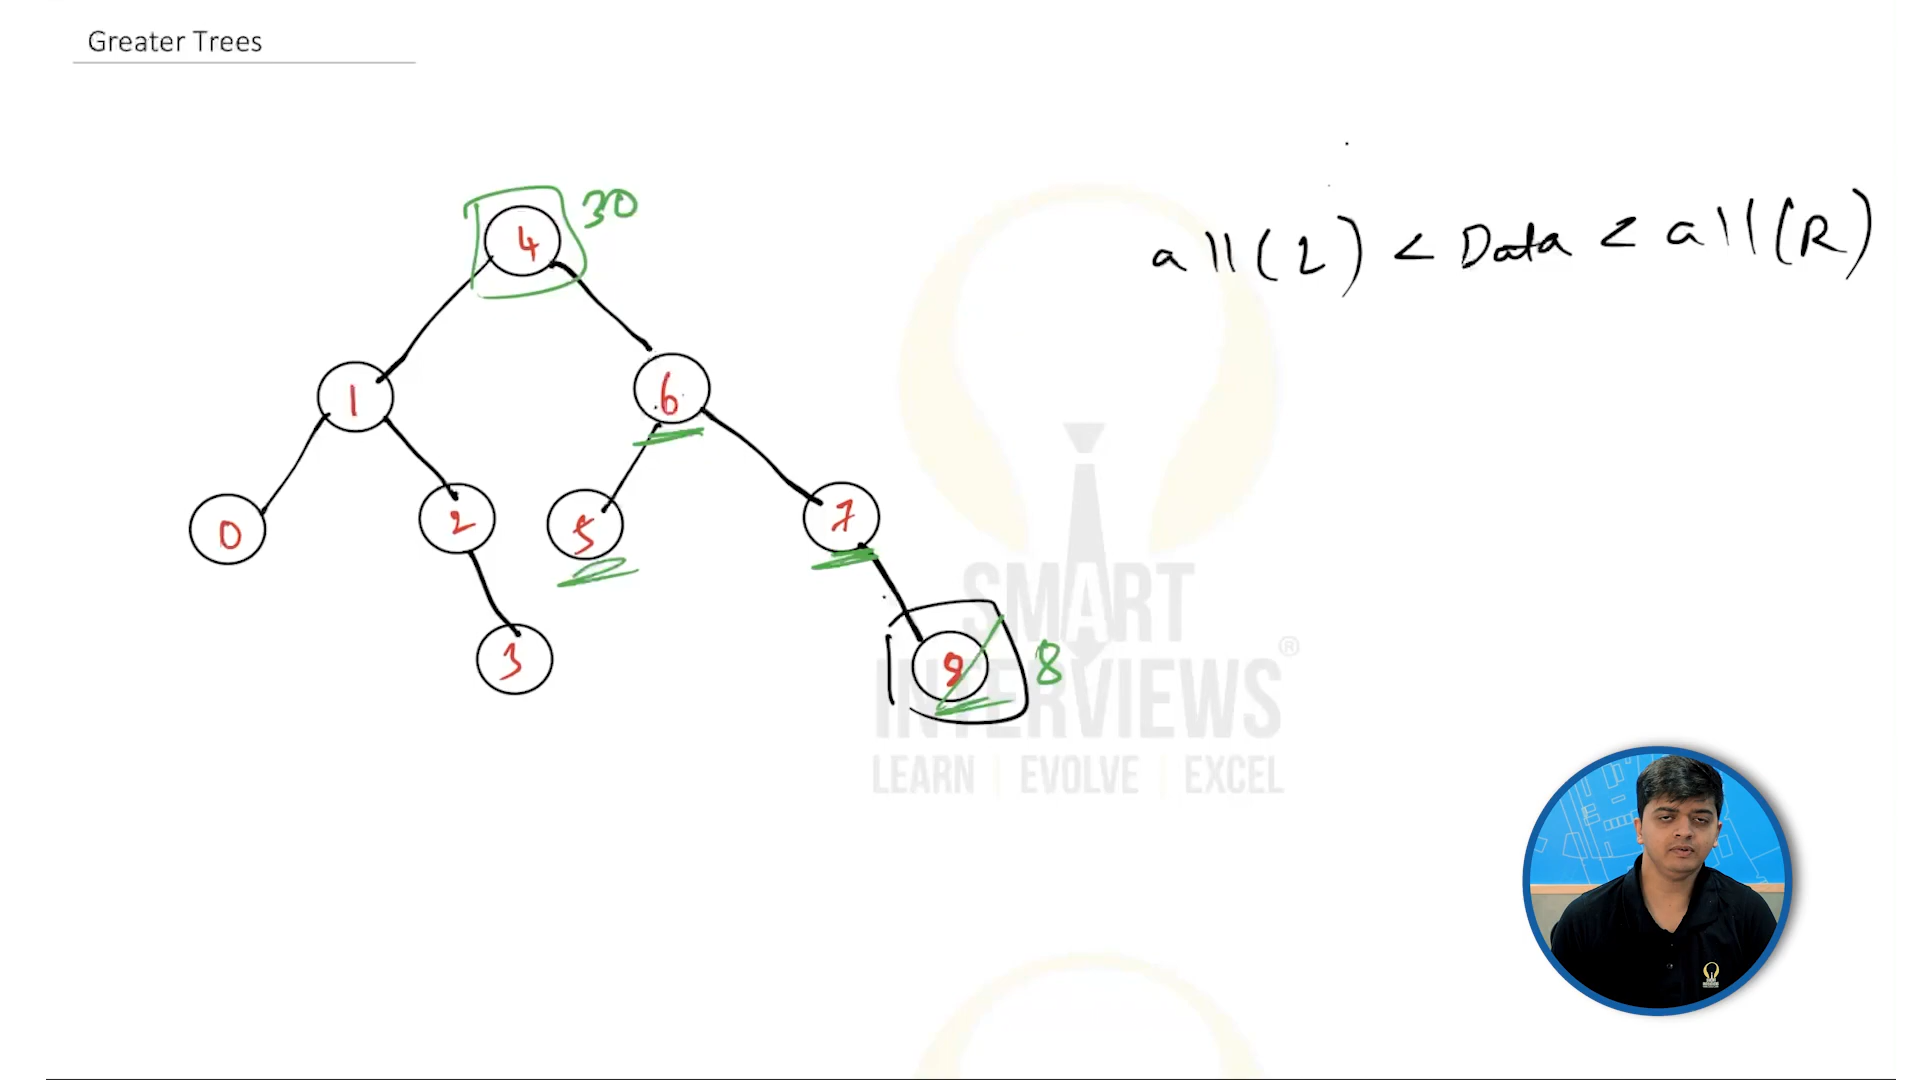 Greater Trees
30
4
all(L) < Data < all(R)
1
6
0
2
5
7
3
8
8
SMART
INTERVIEWS®
LEARN | EVOLVE | EXCEL